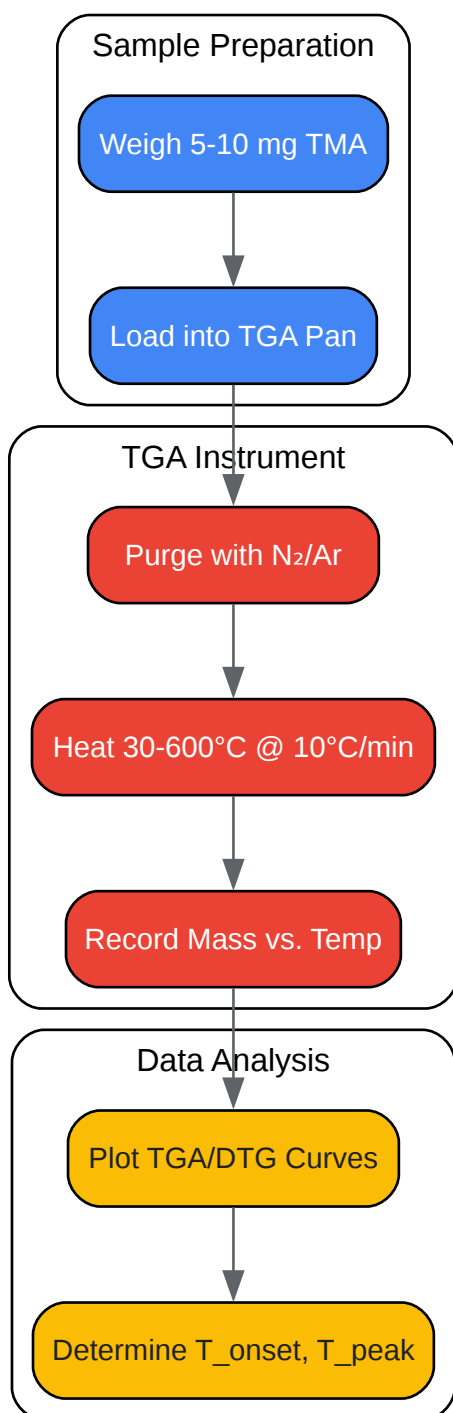 Sample Preparation
Weigh 5-10 mg TMA
Load into TGA Pan
TGA Instrument
Purge with N₂/Ar
Heat 30-600°C @ 10°C/min
Record Mass vs. Temp
Data Analysis
Plot TGA/DTG Curves
Determine T_onset, T_peak